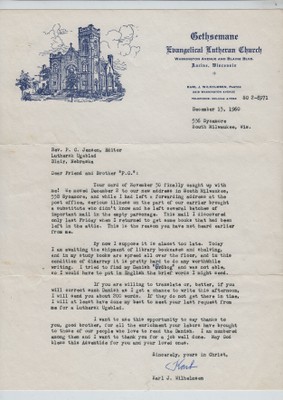 Gethsemane
Evangelical Lutheran Church
Washington Avenue and Blaine Blvd.
Racine, Wisconsin
Karl J. Wilhelmsen, Pastor
December 13, 1960
556 Sycamore
South Milwaukee, Wis.
Rev. P. C. Jensen, Editor
Luthersk Ugeblad
Blair, Nebraska
Dear Friend and Brother "P.C.":
Your card of November 30 finally caught up with
me! We moved December 2 to our new address in South Milwaukee,
556 Sycamore, and while I had left a forwarding address at the
post office, various illness on the part of our carrier brought
a substitute who didn't know and he left several batches of
important mail in the empty parsonage. This mail I discovered
only last Friday when I returned to get some books that had been
left in the attic. This is the reason you have not heard earlier
from me.
By now I suppose it is almost too late. Today
I am awaiting the shipment of library bookcases and shelving,
and in my study books are spread all over the floor, and in this
condition of disarray it is pretty hard to do any worthwhile
writing. I tried to find my Danish and was not able,
so I would have to put in English the brief words I might send.
If you are willing to translate or, better, if you
will correct weak Danish as I get a chance to write this afternoon,
I will send you about 200 words. If they do not get there in time,
I will at least have done my best to meet your last request from
me for a Luthersk Ugeblad.
I want to use this opportunity to say thanks to
you, good brother, for all the enrichment your labors have brought
to those of our people who love to read the Danish. I am numbered
among them and I want to thank you for a job well done. May God
bless this Adventide for you and your loved ones.
Sincerely, yours in Christ,
Karl
Karl J. Wilhelmsen